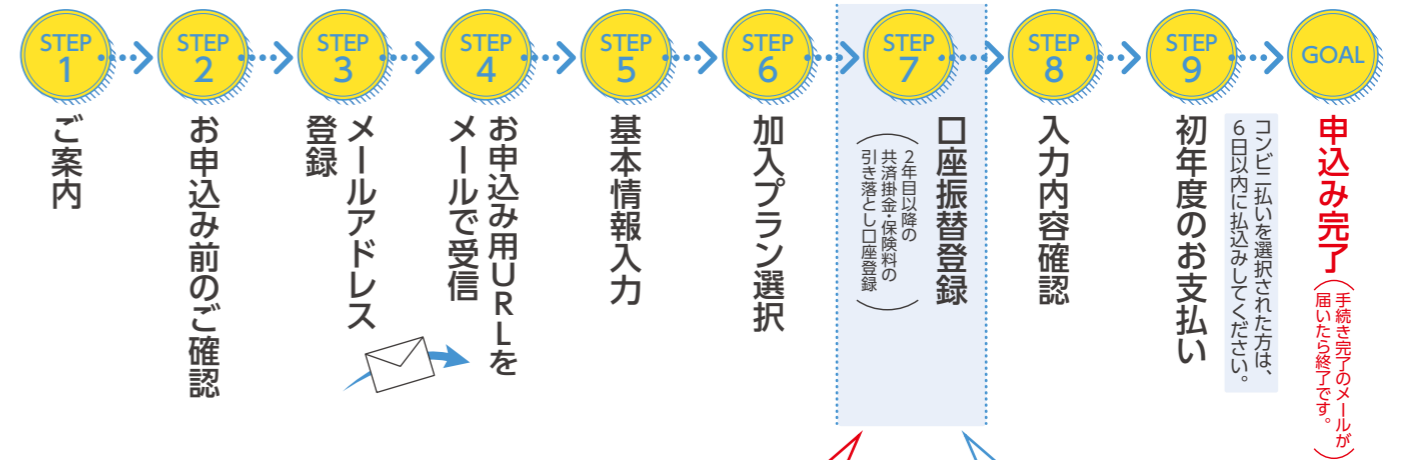 STEP
1
ご案内
STEP
2
お申込み前のご確認
STEP
3
メールアドレス
登録
STEP
4
お申込み用URLを
メールで受信
STEP
5
基本情報入力
STEP
6
加入プラン選択
STEP
7
口座振替登録
(2年目以降の
共済掛金・保険料の
引き落とし口座登録)
STEP
8
入力内容確認
STEP
9
初年度のお支払い
コンビニ払いを選択された方は、
6日以内に払込みしてください。
GOAL
申込み完了
(手続き完了のメールが
届いたら終了です。)